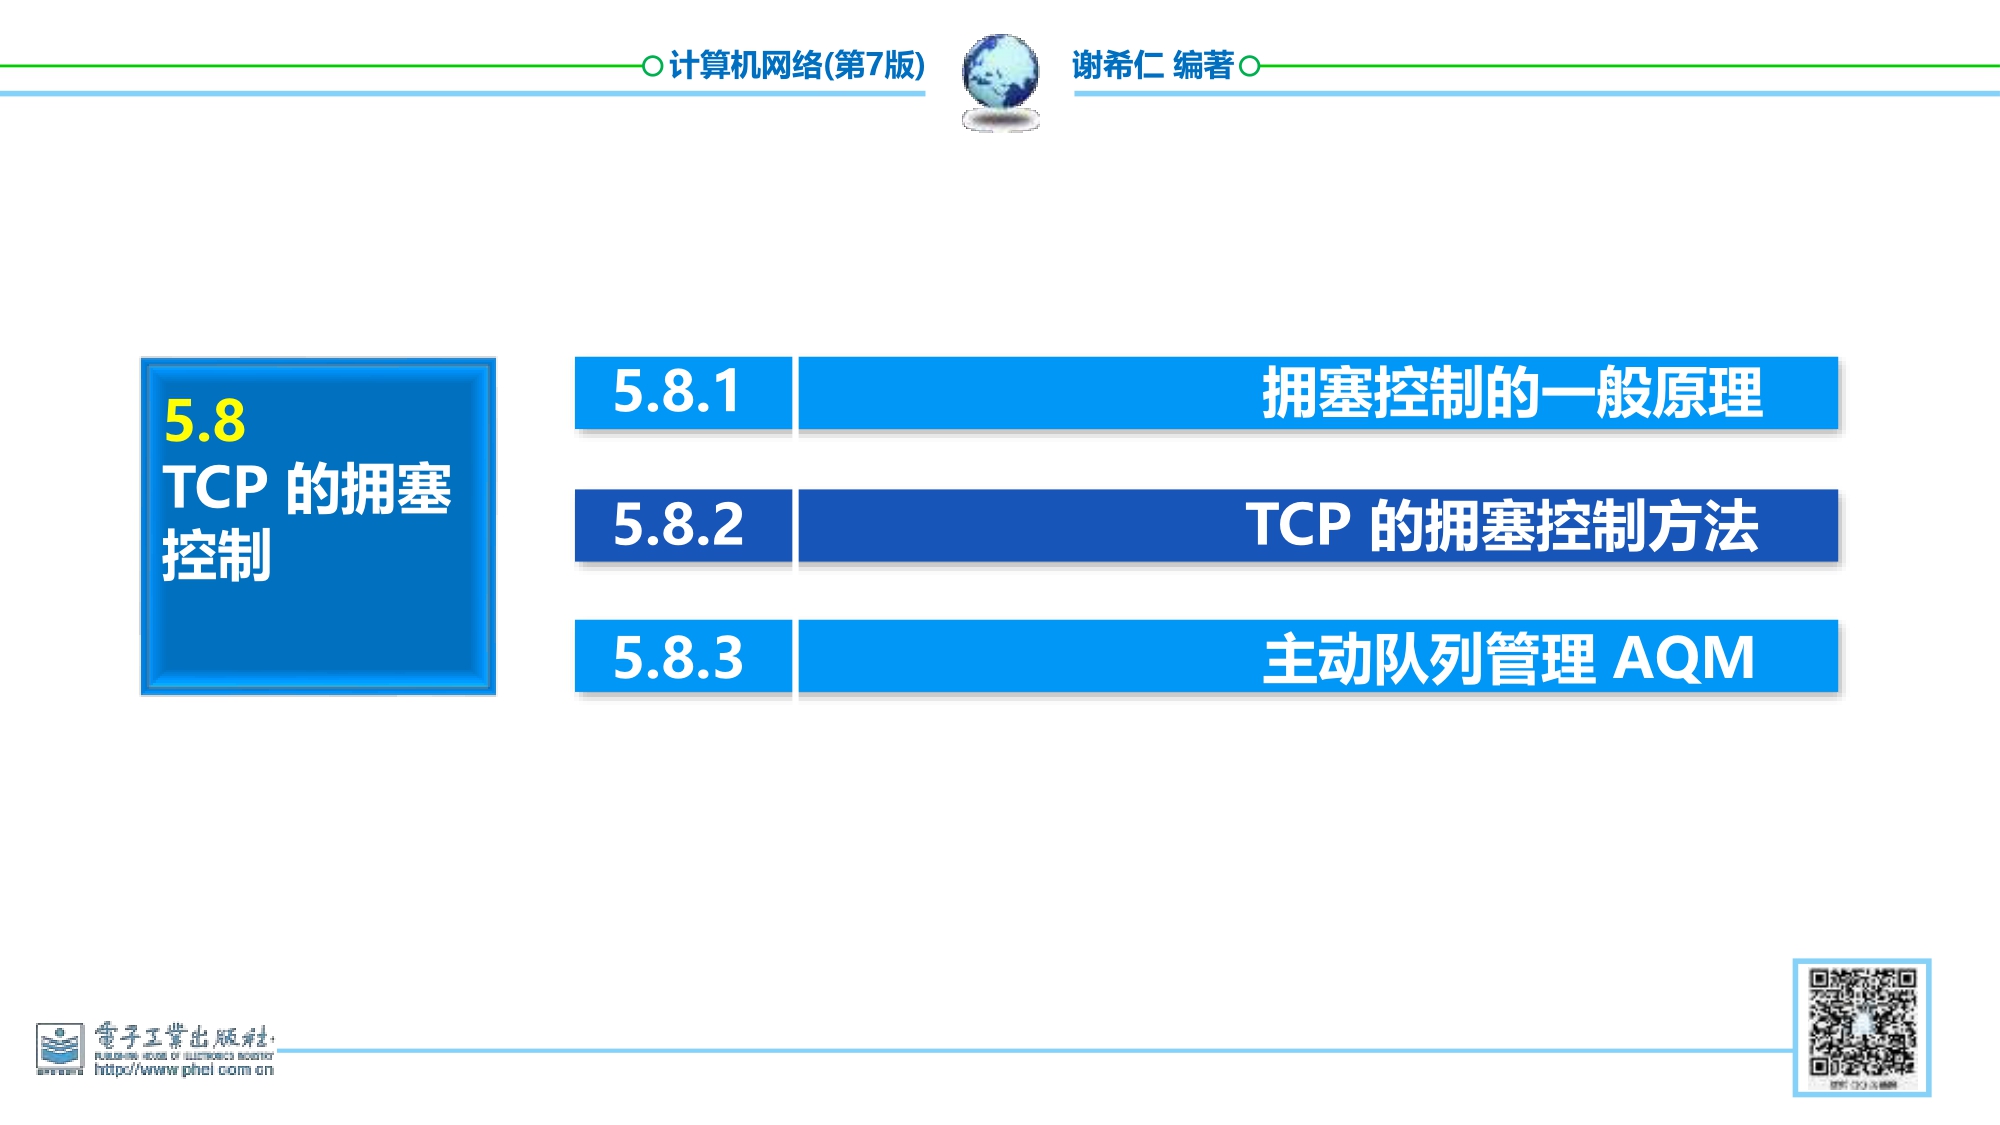 计算机网络(第7版)
谢希仁 编著
5.8
TCP 的拥塞
控制
5.8.1 拥塞控制的一般原理
5.8.2 TCP 的拥塞控制方法
5.8.3 主动队列管理 AQM
電子工業出版社
PUBLISHING HOUSE OF ELECTRONICS INDUSTRY
http://www.phei.com.cn